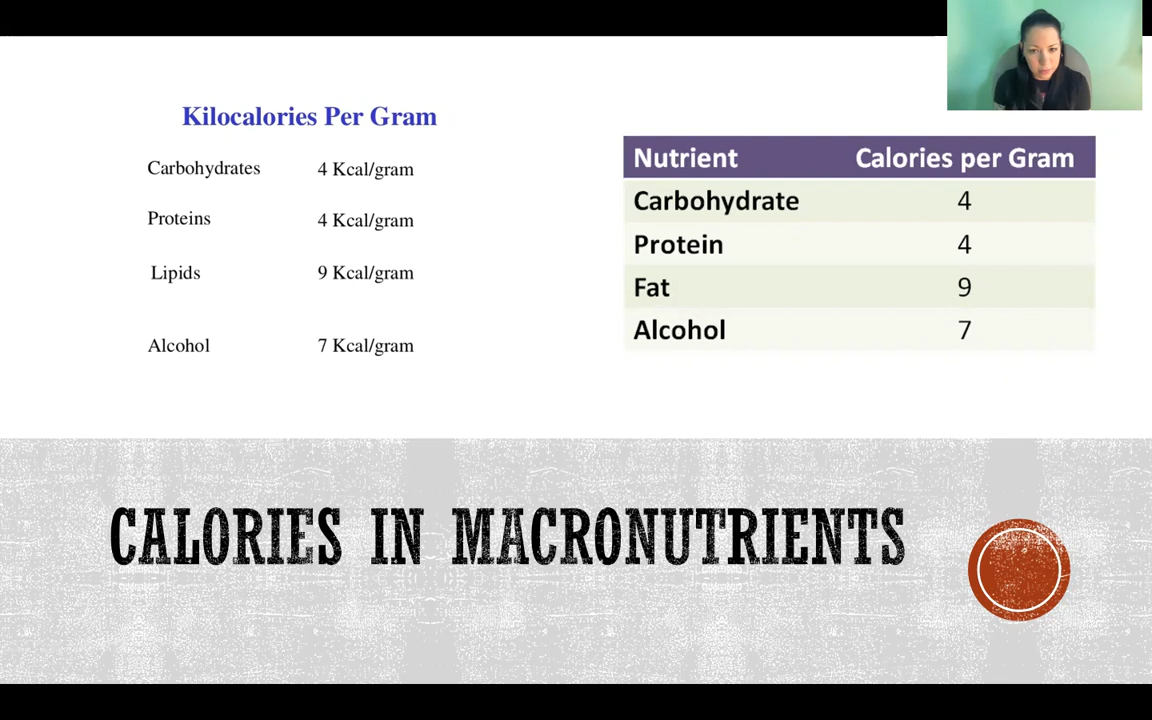 Kilocalories Per Gram
Carbohydrates 4 Kcal/gram
Proteins 4 Kcal/gram
Lipids 9 Kcal/gram
Alcohol 7 Kcal/gram
Nutrient Calories per Gram
Carbohydrate 4
Protein 4
Fat 9
Alcohol 7
CALORIES IN MACRONUTRIENTS